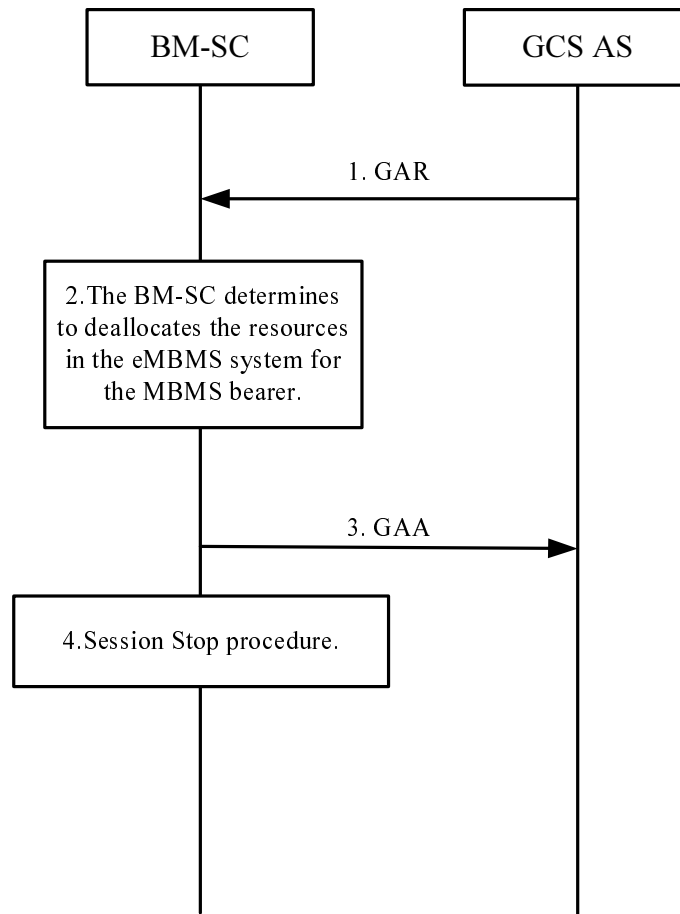 BM-SC
GCS AS
1. GAR
2.The BM-SC determines
to deallocates the resources
in the eMBMS system for
the MBMS bearer.
3. GAA
4.Session Stop procedure.